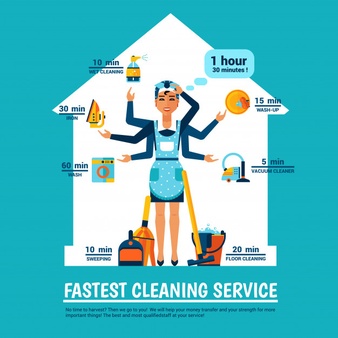 10 min
WET CLEANING
1 hour
30 minutes !
30 min
IRON
15 min
WASH-UP
60 min
WASH
5 min
VACUUM CLEANER
10 min
SWEEPING
20 min
FLOOR CLEANING
FASTEST CLEANING SERVICE
No time to harvest? Then we go to you! We will help your money transfer and your strength for more
important things! The most and most qualifiedstaff at your service!